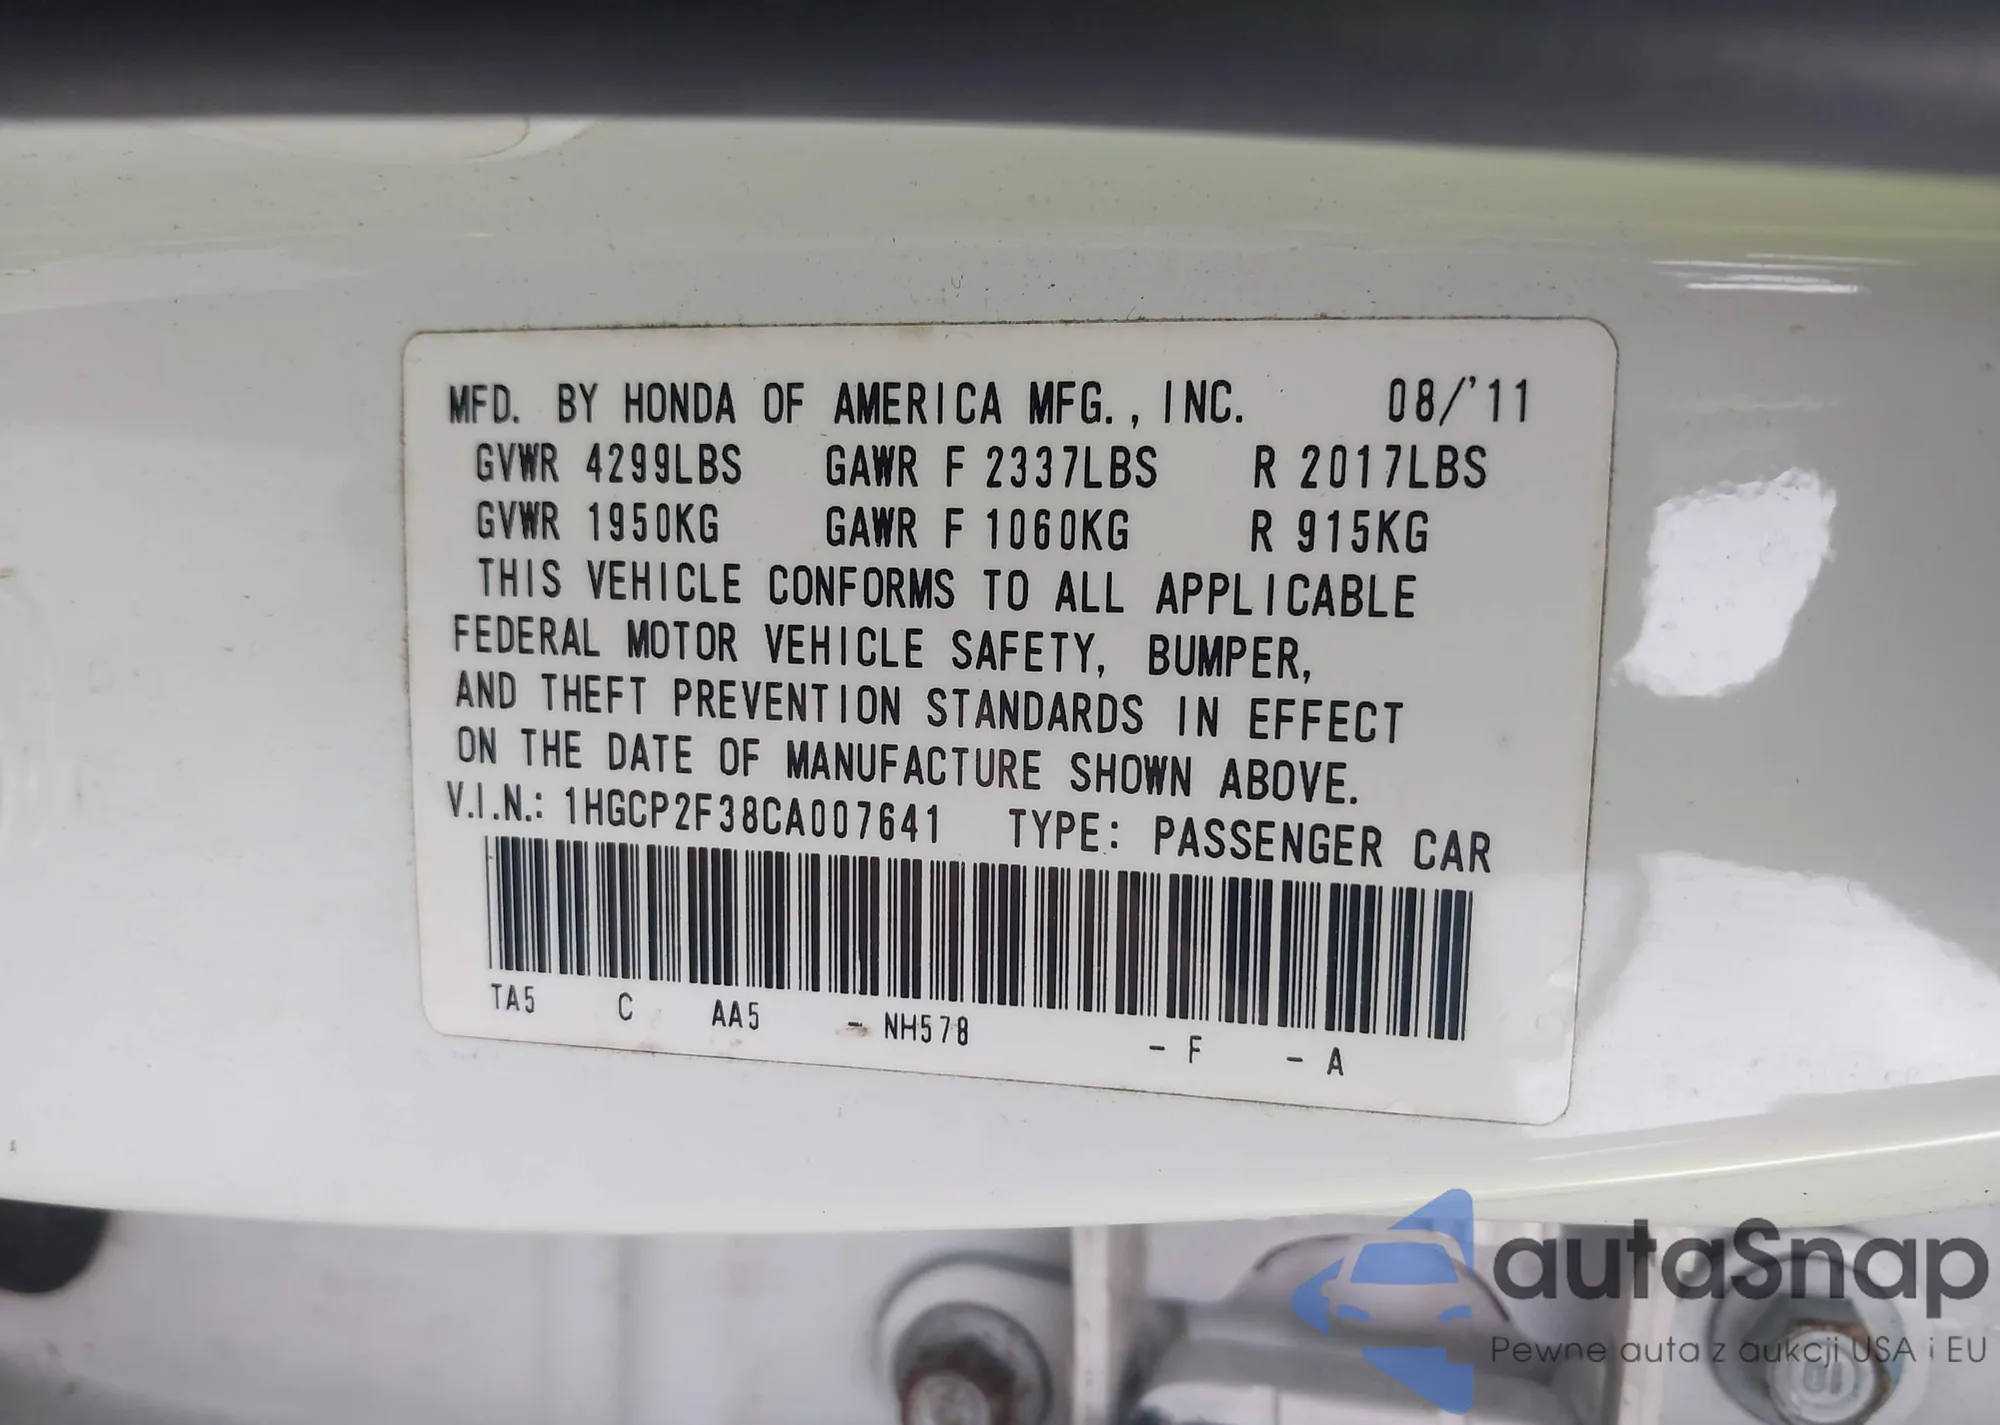 MFD. BY HONDA OF AMERICA MFG., INC. 08/'11
GVWR 4299LBS GAWR F 2337LBS R 2017LBS
GVWR 1950KG GAWR F 1060KG R 915KG
THIS VEHICLE CONFORMS TO ALL APPLICABLE
FEDERAL MOTOR VEHICLE SAFETY, BUMPER,
AND THEFT PREVENTION STANDARDS IN EFFECT
ON THE DATE OF MANUFACTURE SHOWN ABOVE.
V.I.N.: 1HGCP2F38CA007641 TYPE: PASSENGER CAR
TA5 C AA5 - NH578 - F - A
autaSnap
Pewne auta z aukcji USA i EU